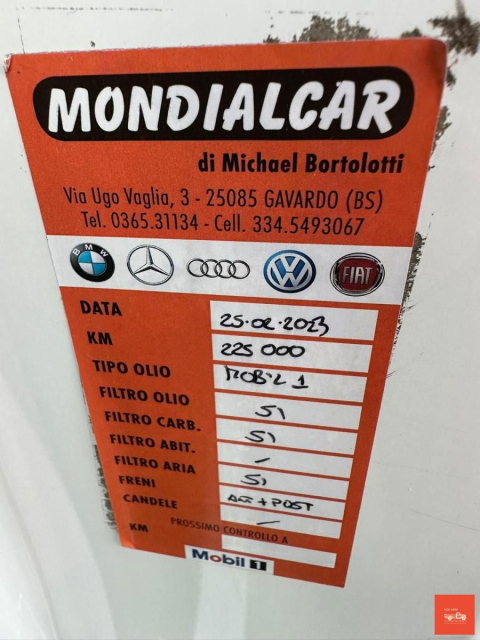 MONDIALCAR
di Michael Bortolotti
Via Ugo Vaglia, 3 - 25085 GAVARDO (BS)
Tel. 0365.31134 - Cell. 334.5493067
BMW FIAT
DATA 25.02.2023
KM 225 000
TIPO OLIO MOBIL 1
FILTRO OLIO SI
FILTRO CARB. SI
FILTRO ABIT. /
FILTRO ARIA SI
FRENI ANT + POST
CANDELE /
PROSSIMO CONTROLLO A
KM
Mobil 1